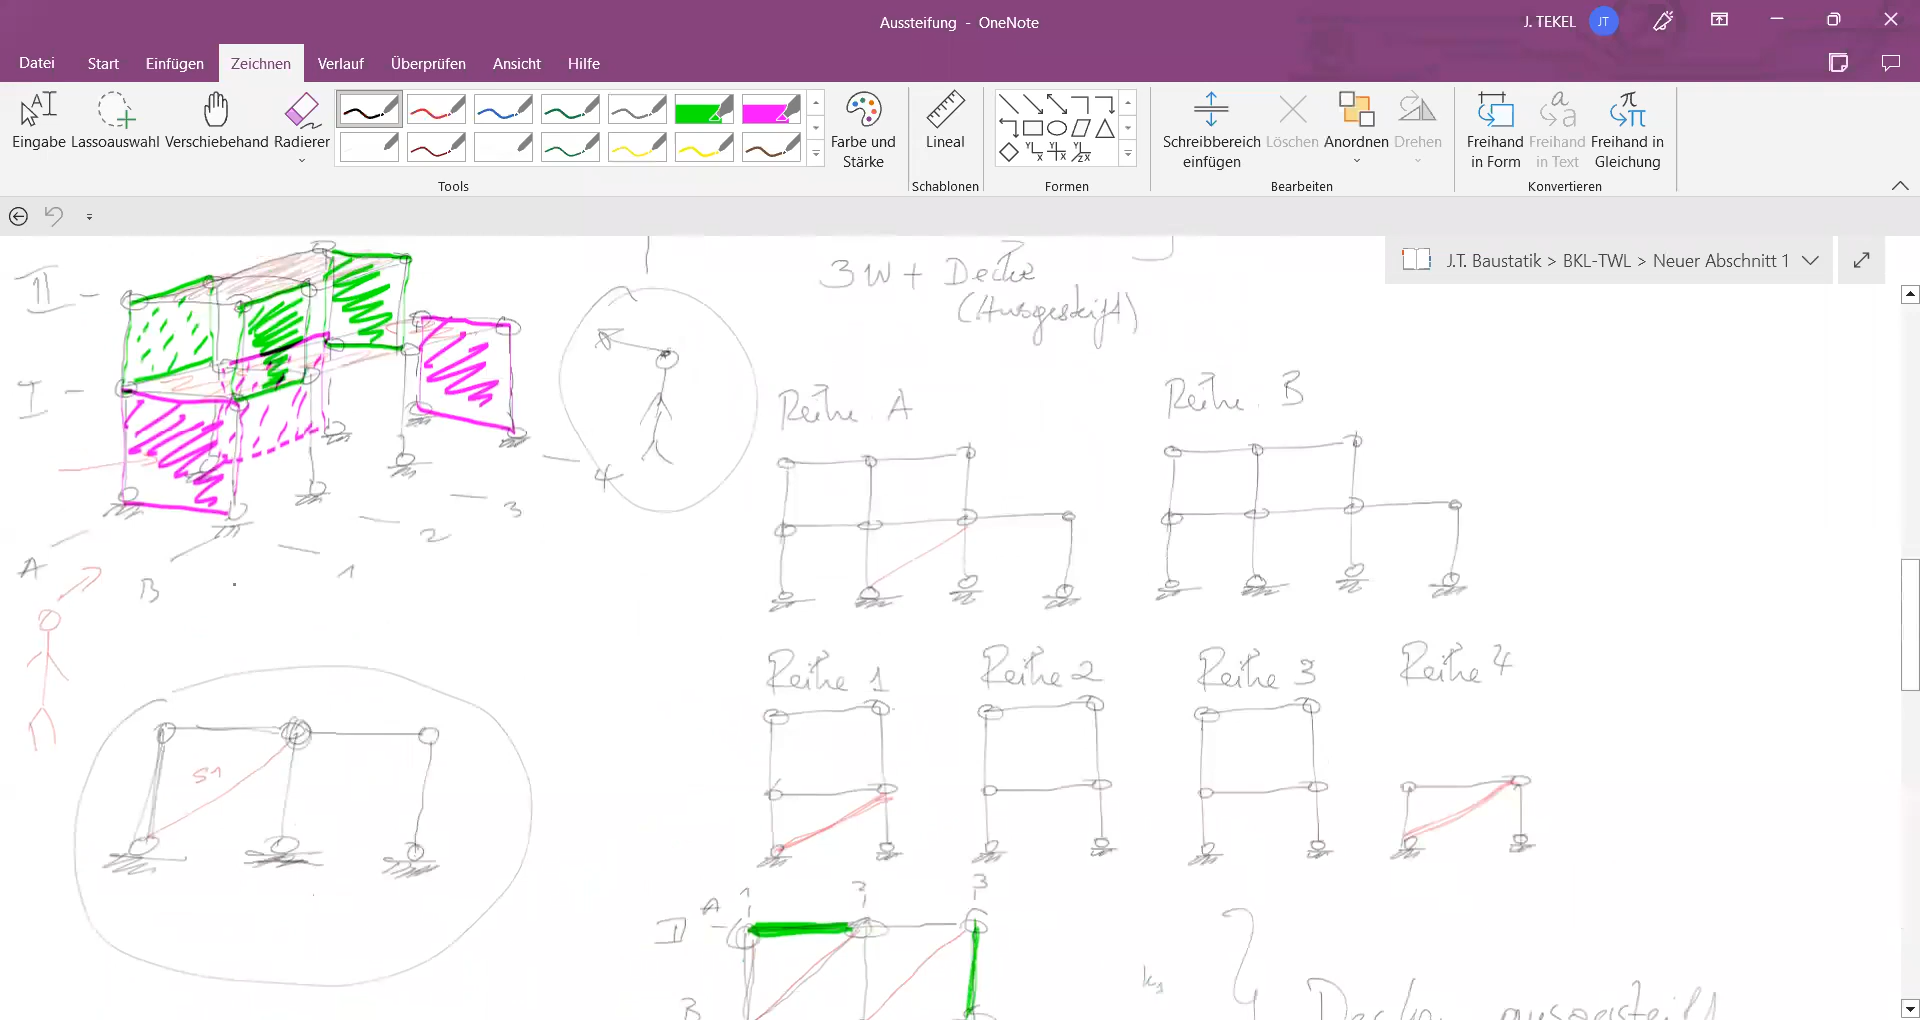 Aussteifung - OneNote
J. TEKEL
JT
Datei
Start
Einfügen
Zeichnen
Verlauf
Überprüfen
Ansicht
Hilfe
Eingabe
Lassoauswahl
Verschiebehand
Radierer
Farbe und
Stärke
Lineal
Schreibbereich
einfügen
Löschen
Anordnen
Drehen
Freihand
in Form
Freihand
in Text
Freihand in
Gleichung
Tools
Schablonen
Formen
Bearbeiten
Konvertieren
J.T. Baustatik > BKL-TWL > Neuer Abschnitt 1
3W + Decke
(Ausgesteift)
II
I
A
B
1
2
3
4
Reihe A
Reihe B
Reihe 1
Reihe 2
Reihe 3
Reihe 4
S1
1
2
3
II
A
B